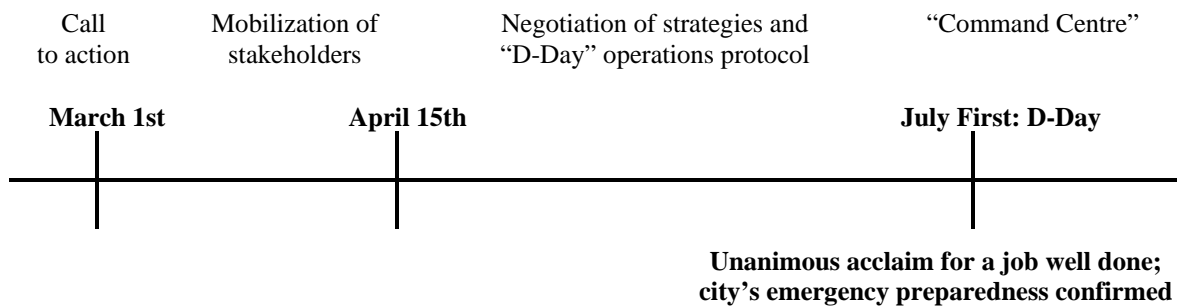 Call
to action
Mobilization of
stakeholders
Negotiation of strategies and
“D-Day” operations protocol
“Command Centre”
March 1st
April 15th
July First: D-Day
Unanimous acclaim for a job well done;
city’s emergency preparedness confirmed